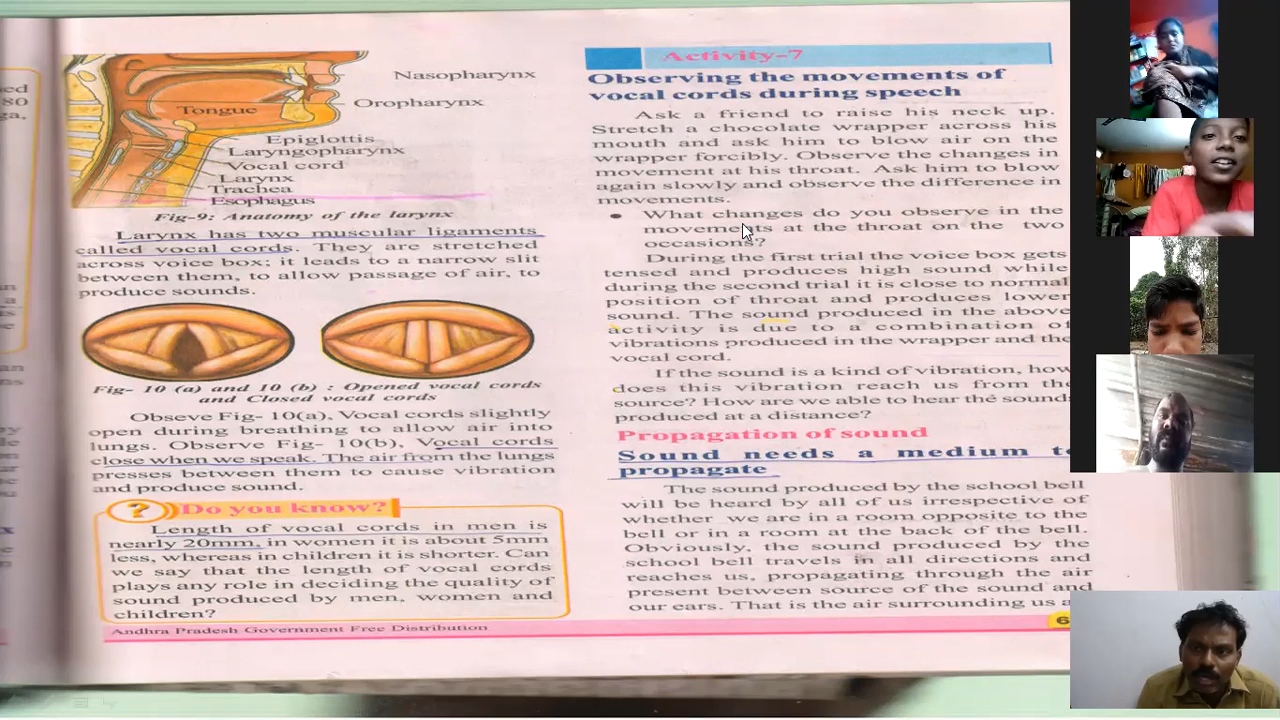 Nasopharynx
Tongue
Oropharynx
Epiglottis
Laryngopharynx
Vocal cord
Larynx
Trachea
Esophagus
Fig-9: Anatomy of the larynx
Larynx has two muscular ligaments
called vocal cords. They are stretched
across voice box; it leads to a narrow slit
between them, to allow passage of air, to
produce sounds.
Fig- 10 (a) and 10 (b) : Opened vocal cords
and Closed vocal cords
Obseve Fig- 10(a), Vocal cords slightly
open during breathing to allow air into
lungs. Observe Fig- 10(b), Vocal cords
close when we speak. The air from the lungs
presses between them to cause vibration
and produce sound.
? Do you know?
Length of vocal cords in men is
nearly 20mm, in women it is about 5mm
less, whereas in children it is shorter. Can
we say that the length of vocal cords
plays any role in deciding the quality of
sound produced by men, women and
children?
Andhra Pradesh Government Free Distribution
Activity-7
Observing the movements of
vocal cords during speech
Ask a friend to raise his neck up.
Stretch a chocolate wrapper across his
mouth and ask him to blow air on the
wrapper forcibly. Observe the changes in
movement at his throat. Ask him to blow
again slowly and observe the difference in
movements.
• What changes do you observe in the
movements at the throat on the two
occasions?
During the first trial the voice box gets
tensed and produces high sound while
during the second trial it is close to normal
position of throat and produces lower
sound. The sound produced in the above
activity is due to a combination of
vibrations produced in the wrapper and the
vocal cord.
If the sound is a kind of vibration, how
does this vibration reach us from the
source? How are we able to hear the sound
produced at a distance?
Propagation of sound
Sound needs a medium to
propagate
The sound produced by the school bell
will be heard by all of us irrespective of
whether we are in a room opposite to the
bell or in a room at the back of the bell.
Obviously, the sound produced by the
school bell travels in all directions and
reaches us, propagating through the air
present between source of the sound and
our ears. That is the air surrounding us
6